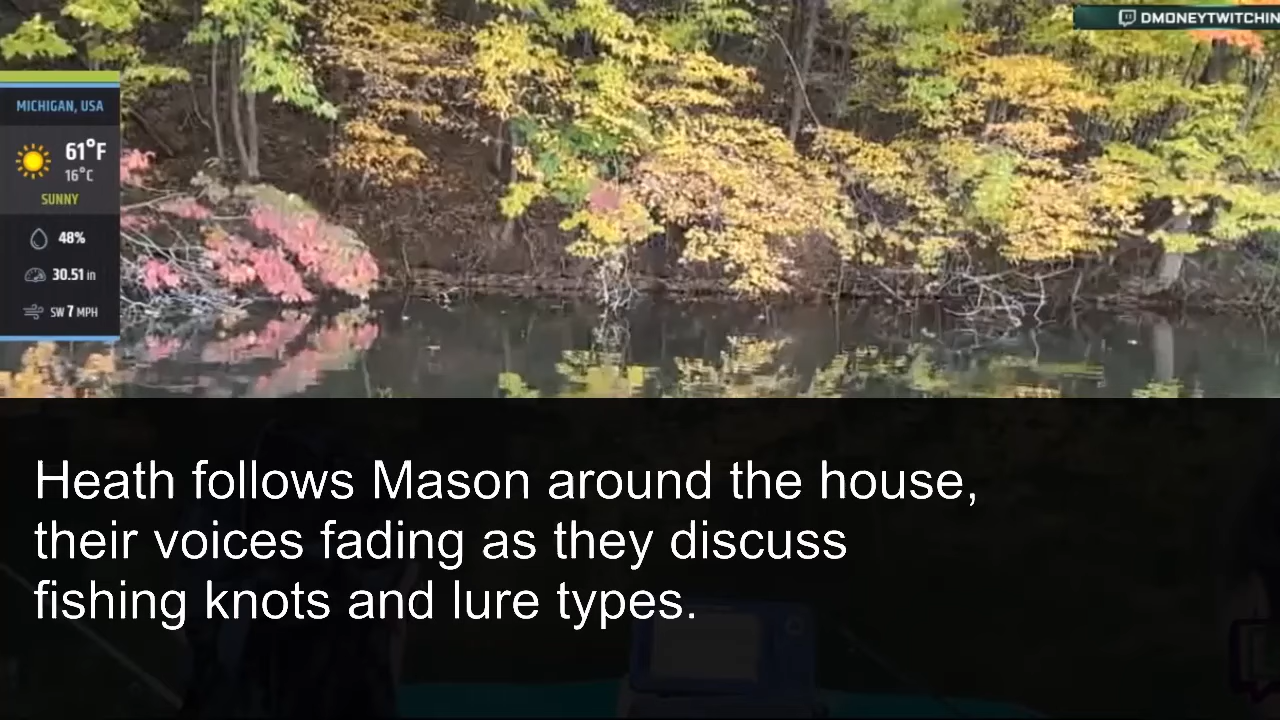 DMONEYTWITCHIN
MICHIGAN, USA
61°F
16°C
SUNNY
48%
30.51 in
SW 7 MPH
Heath follows Mason around the house,
their voices fading as they discuss
fishing knots and lure types.